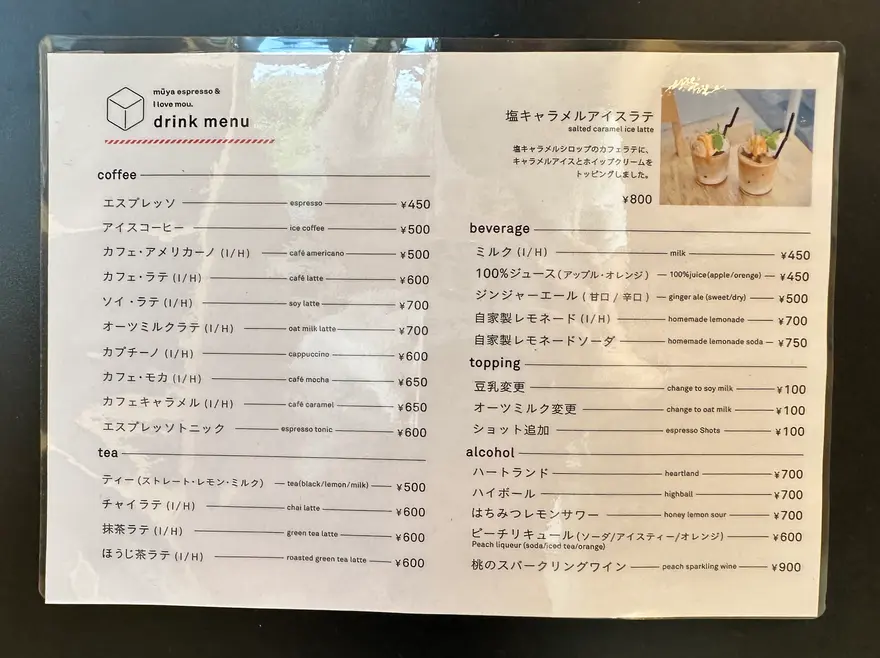 mūya espresso &
I love mou.
drink menu
coffee
エスプレッソ espresso ¥450
アイスコーヒー ice coffee ¥500
カフェ・アメリカーノ (I/H) café americano ¥500
カフェ・ラテ (I/H) café latte ¥600
ソイ・ラテ (I/H) soy latte ¥700
オーツミルクラテ (I/H) oat milk latte ¥700
カプチーノ (I/H) cappuccino ¥600
カフェ・モカ (I/H) café mocha ¥650
カフェキャラメル (I/H) café caramel ¥650
エスプレッソトニック espresso tonic ¥600
tea
ティー (ストレート・レモン・ミルク) tea(black/lemon/milk) ¥500
チャイラテ (I/H) chai latte ¥600
抹茶ラテ (I/H) green tea latte ¥600
ほうじ茶ラテ (I/H) roasted green tea latte ¥600
塩キャラメルアイスラテ
salted caramel ice latte
塩キャラメルシロップのカフェラテに、
キャラメルアイスとホイップクリームを
トッピングしました。
¥800
beverage
ミルク (I/H) milk ¥450
100%ジュース (アップル・オレンジ) 100%juice(apple/orenge) ¥450
ジンジャーエール (甘口 / 辛口) ginger ale (sweet/dry) ¥500
自家製レモネード (I/H) homemade lemonade ¥700
自家製レモネードソーダ homemade lemonade soda ¥750
topping
豆乳変更 change to soy milk ¥100
オーツミルク変更 change to oat milk ¥100
ショット追加 espresso Shots ¥100
alcohol
ハートランド heartland ¥700
ハイボール highball ¥700
はちみつレモンサワー honey lemon sour ¥700
ピーチリキュール (ソーダ/アイスティー/オレンジ) ¥600
Peach liqueur (soda/iced tea/orange)
桃のスパークリングワイン peach sparkling wine ¥900